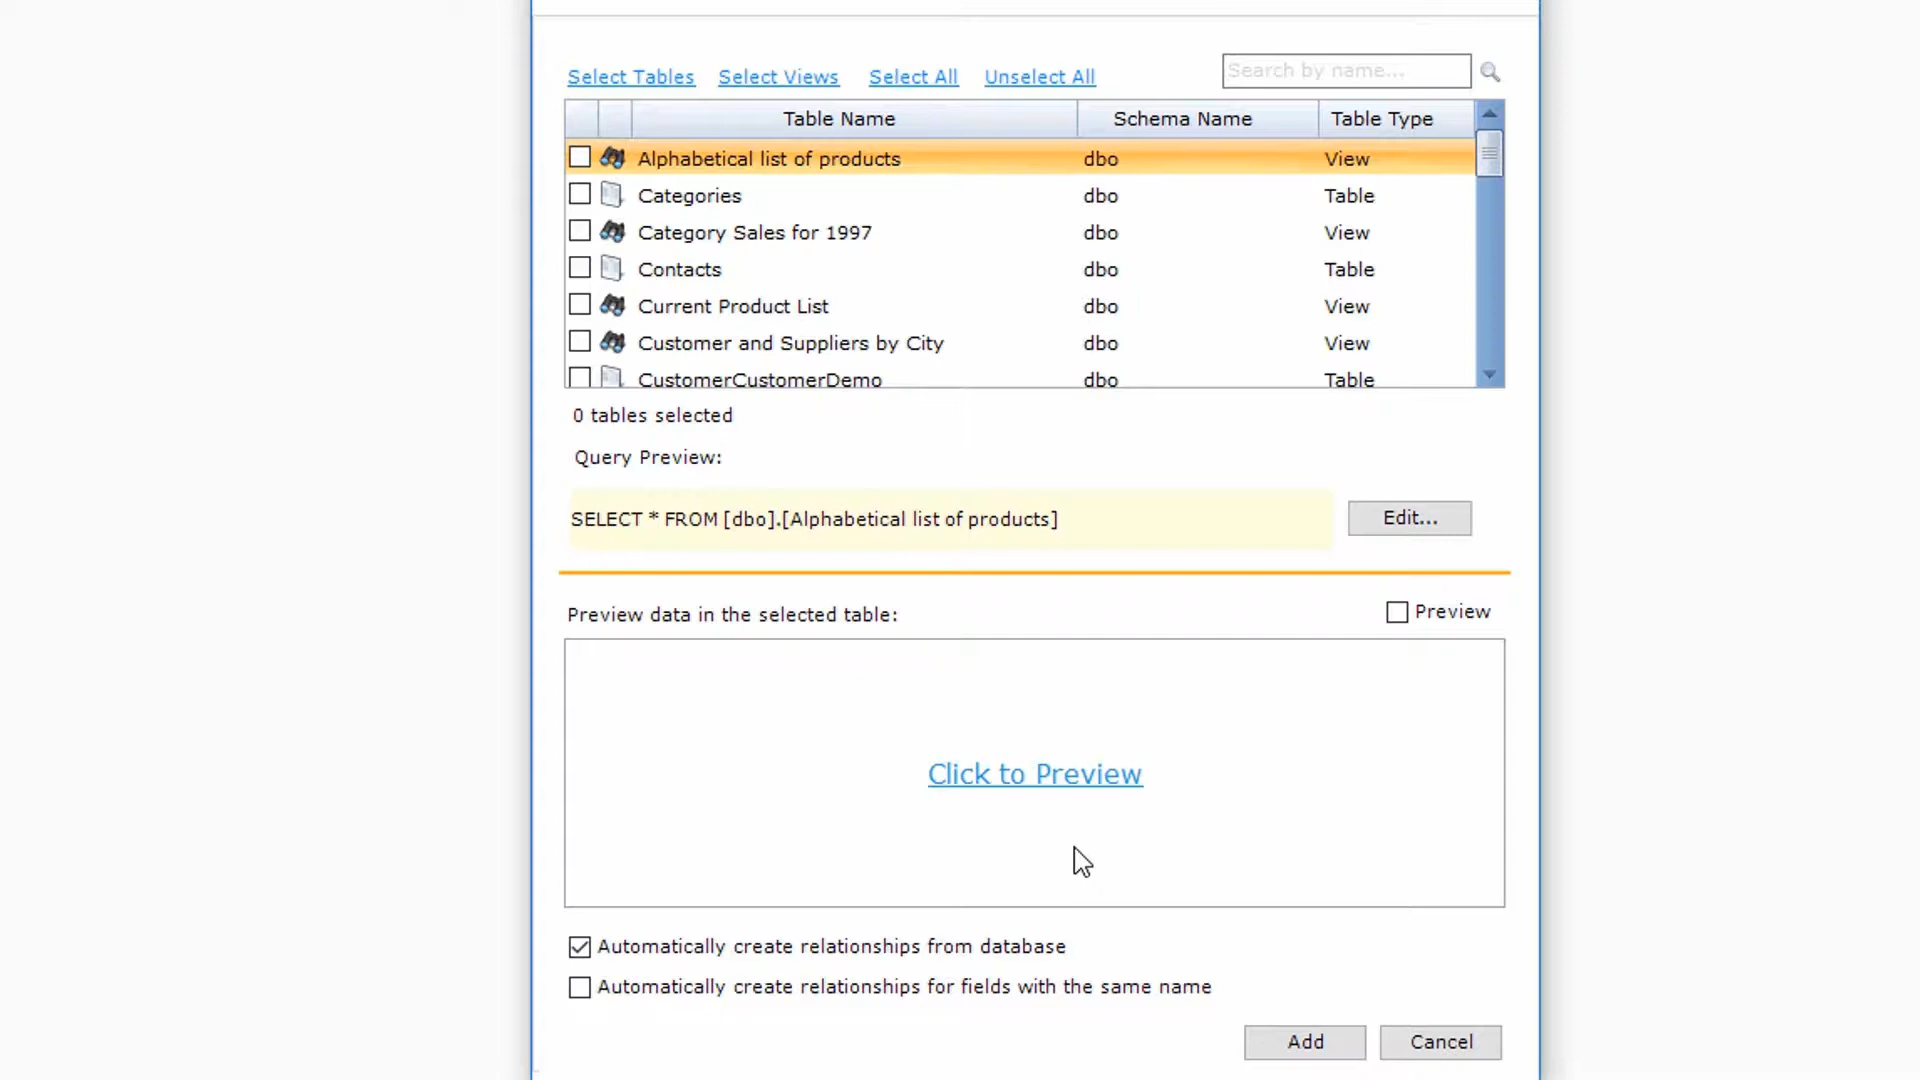 Select Tables Select Views Select All Unselect All Search by name...
Table Name Schema Name Table Type
Alphabetical list of products dbo View
Categories dbo Table
Category Sales for 1997 dbo View
Contacts dbo Table
Current Product List dbo View
Customer and Suppliers by City dbo View
CustomerCustomerDemo dbo Table
0 tables selected
Query Preview:
SELECT * FROM [dbo].[Alphabetical list of products] Edit...
Preview data in the selected table: Preview
Click to Preview
Automatically create relationships from database
Automatically create relationships for fields with the same name
Add Cancel